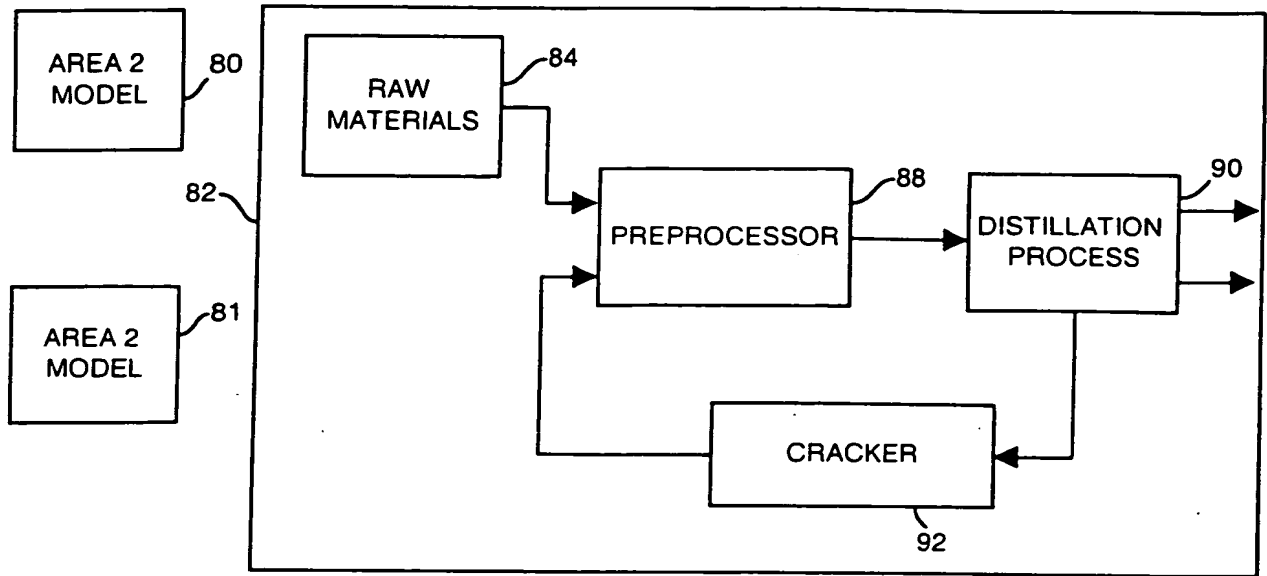 AREA 2
MODEL
80
RAW
MATERIALS
84
82
PREPROCESSOR
88
DISTILLATION
PROCESS
90
AREA 2
MODEL
81
CRACKER
92